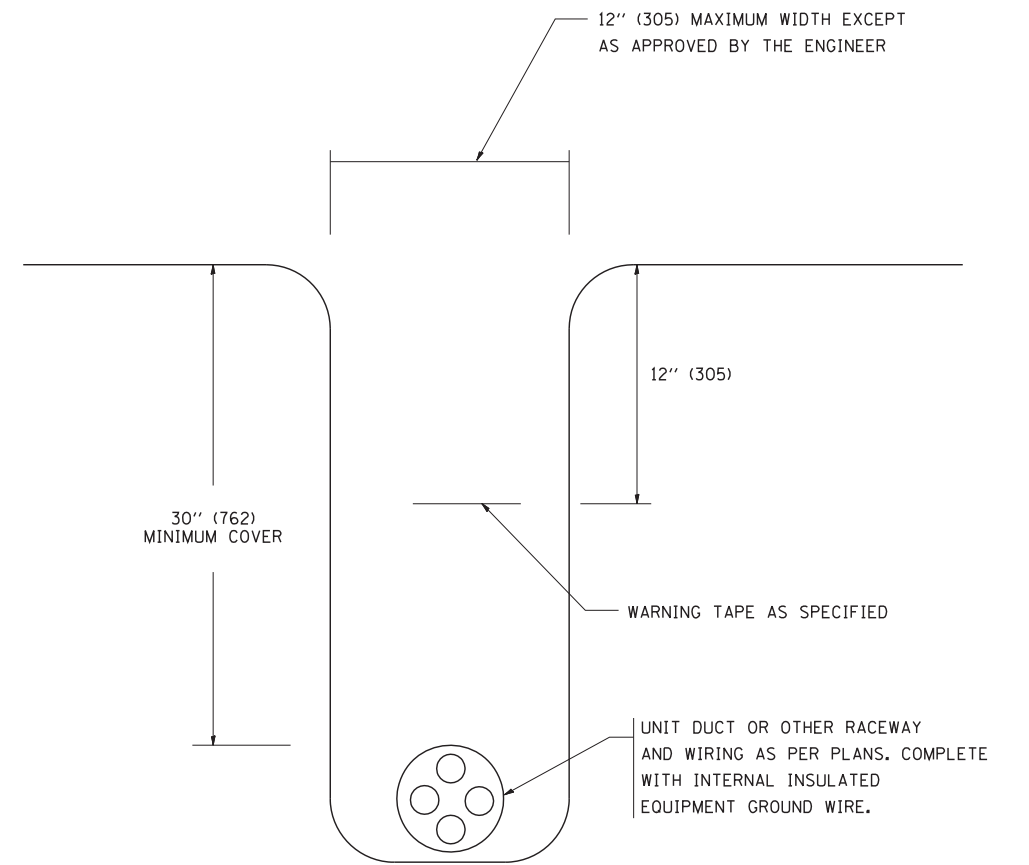 12'' (305) MAXIMUM WIDTH EXCEPT
AS APPROVED BY THE ENGINEER
12'' (305)
30'' (762)
MINIMUM COVER
WARNING TAPE AS SPECIFIED
UNIT DUCT OR OTHER RACEWAY
AND WIRING AS PER PLANS. COMPLETE
WITH INTERNAL INSULATED
EQUIPMENT GROUND WIRE.